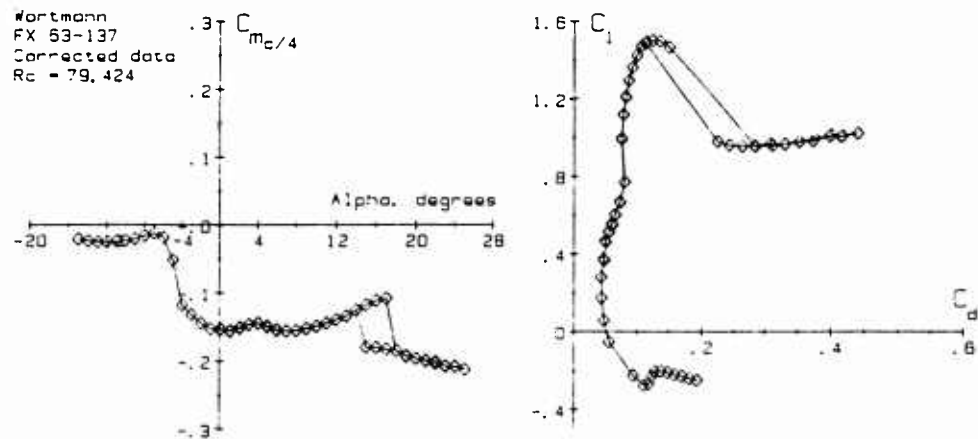 Wortmann
FX 63-137
Corrected data
Rc = 79,424
.3
C m c/4
.2
.1
Alpha, degrees
-20
-4
0
4
12
20
28
-.1
-.2
-.3
1.6
C l
1.2
.8
.4
C d
0
.2
.4
.6
-.4